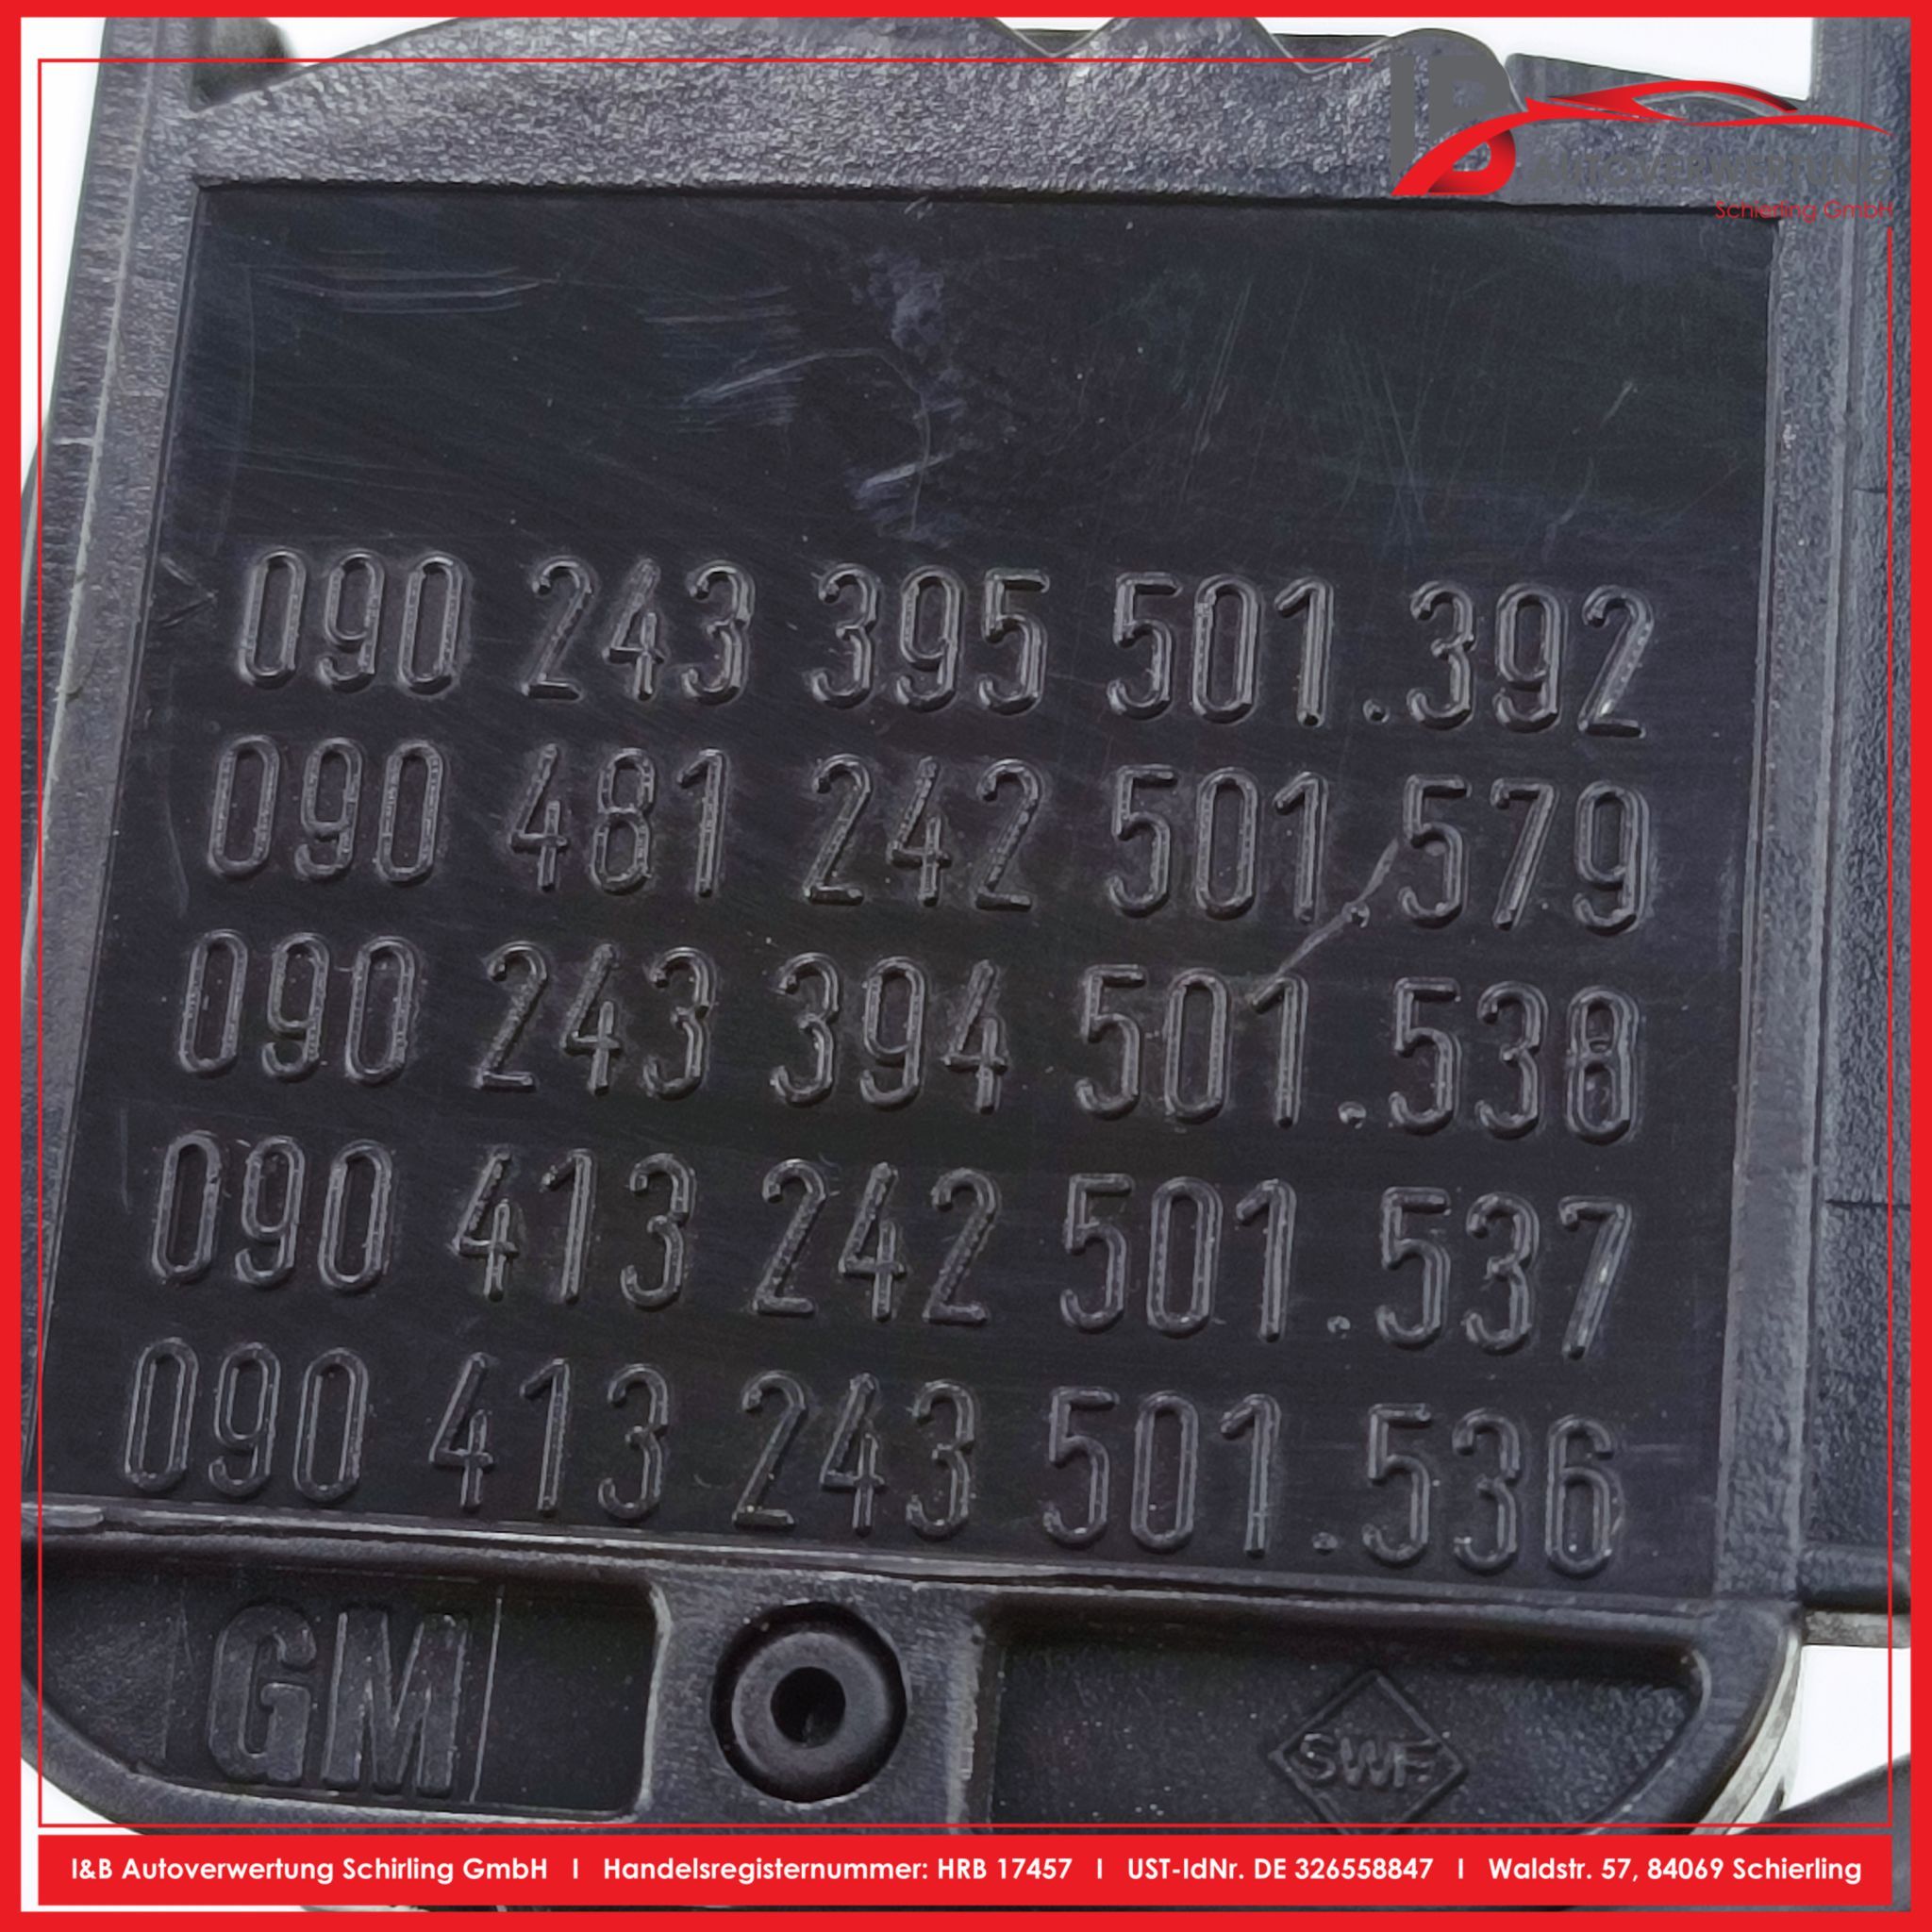 IB
AUTOVERWERTUNG
Schierling GmbH
090 243 395 501.392
090 481 242 501.579
090 243 394 501.538
090 413 242 501.537
090 413 243 501.536
GM
SWF
I&B Autoverwertung Schirling GmbH I Handelsregisternummer: HRB 17457 I UST-IdNr. DE 326558847 I Waldstr. 57, 84069 Schierling